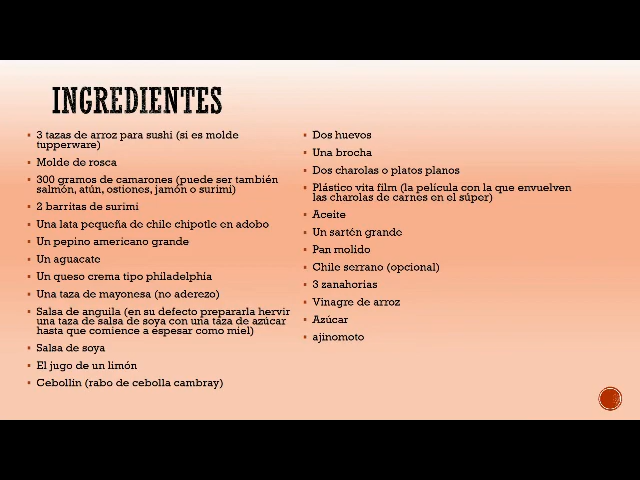 INGREDIENTES
3 tazas de arroz para sushi (si es molde
tupperware)
Molde de rosca
300 gramos de camarones (puede ser también
salmón, atún, ostiones, jamón o surimi)
2 barritas de surimi
Una lata pequeña de chile chipotle en adobo
Un pepino americano grande
Un aguacate
Un queso crema tipo philadelphia
Una taza de mayonesa (no aderezo)
Salsa de anguila (en su defecto prepararla hervir
una taza de salsa de soya con una taza de azúcar
hasta que comience a espesar como miel)
Salsa de soya
El jugo de un limón
Cebollin (rabo de cebolla cambray)
Dos huevos
Una brocha
Dos charolas o platos planos
Plástico vita film (la película con la que envuelven
las charolas de carnes en el súper)
Aceite
Un sartén grande
Pan molido
Chile serrano (opcional)
3 zanahorias
Vinagre de arroz
Azúcar
ajinomoto